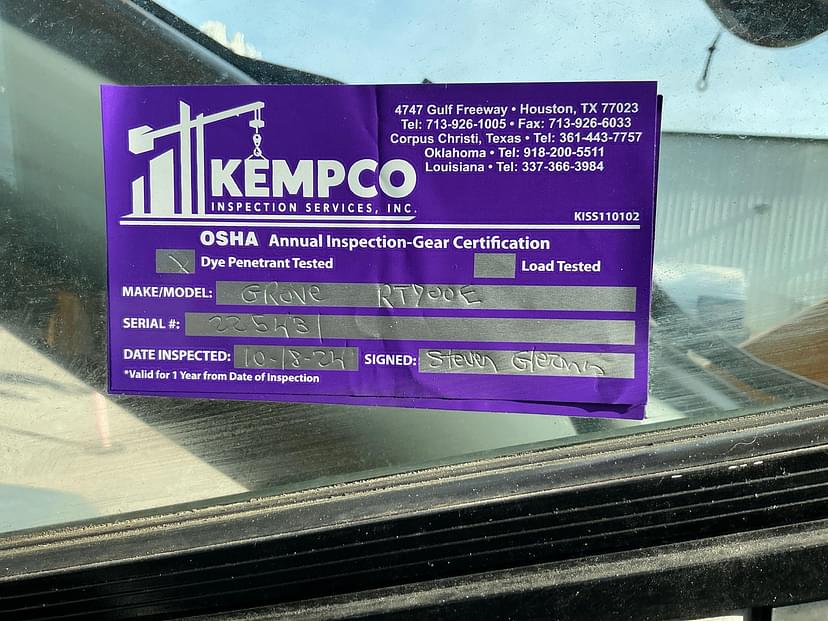 4747 Gulf Freeway • Houston, TX 77023
Tel: 713-926-1005 • Fax: 713-926-6033
Corpus Christi, Texas • Tel: 361-443-7757
Oklahoma • Tel: 918-200-5511
Louisiana • Tel: 337-366-3984
KEMPCO
INSPECTION SERVICES, INC.
KISS110102
OSHA Annual Inspection-Gear Certification
X Dye Penetrant Tested Load Tested
MAKE/MODEL: GROVE RT900E
SERIAL #: 225431
DATE INSPECTED: 10-18-24 SIGNED: Steven
*Valid for 1 Year from Date of Inspection